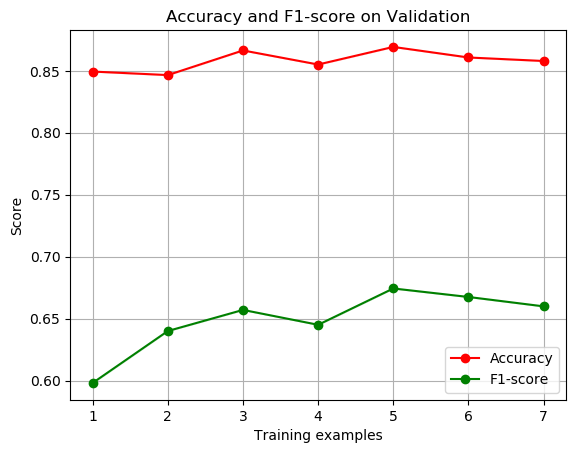 Accuracy and F1-score on Validation
0.85
0.80
0.75
0.70
0.65
0.60
Score
1 2 3 4 5 6 7
Training examples
Accuracy
F1-score